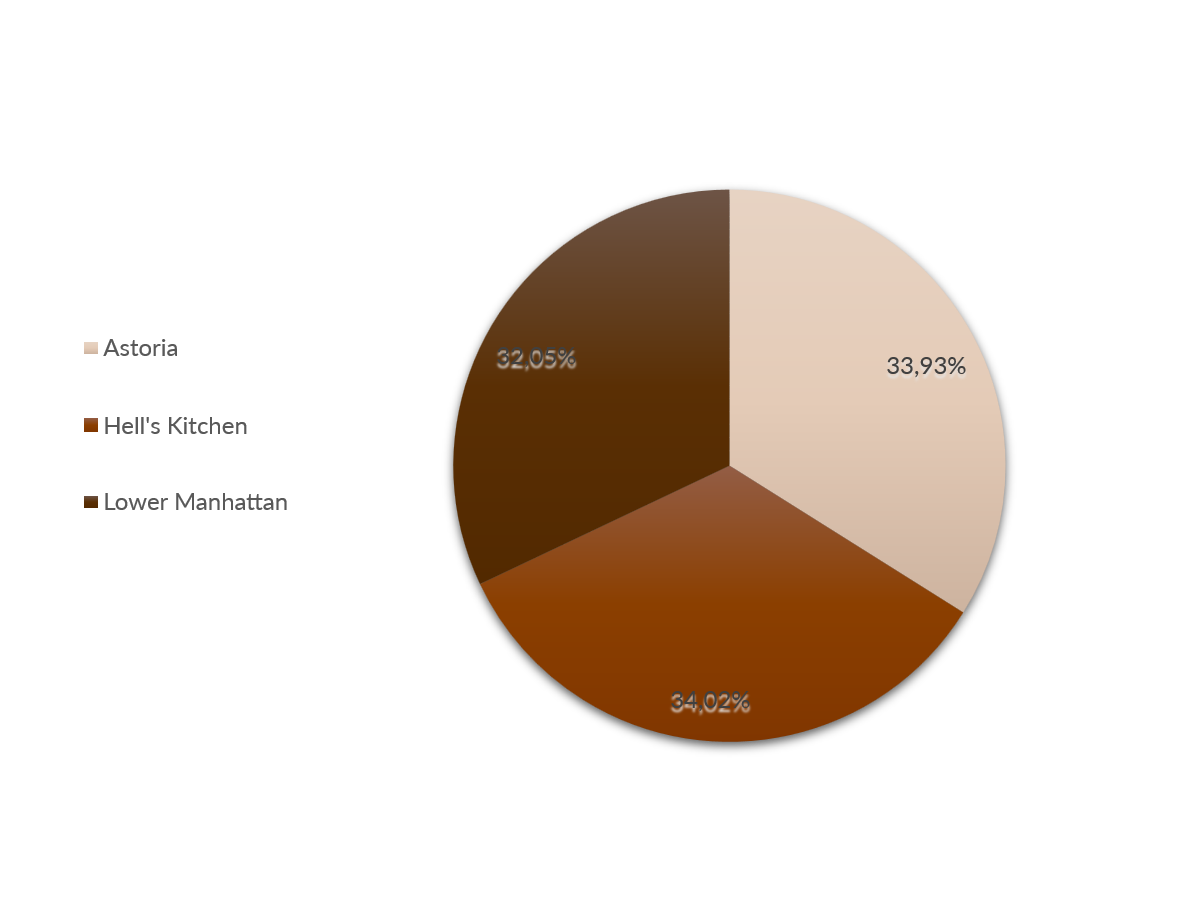 Astoria
Hell's Kitchen
Lower Manhattan
32,05%
33,93%
34,02%